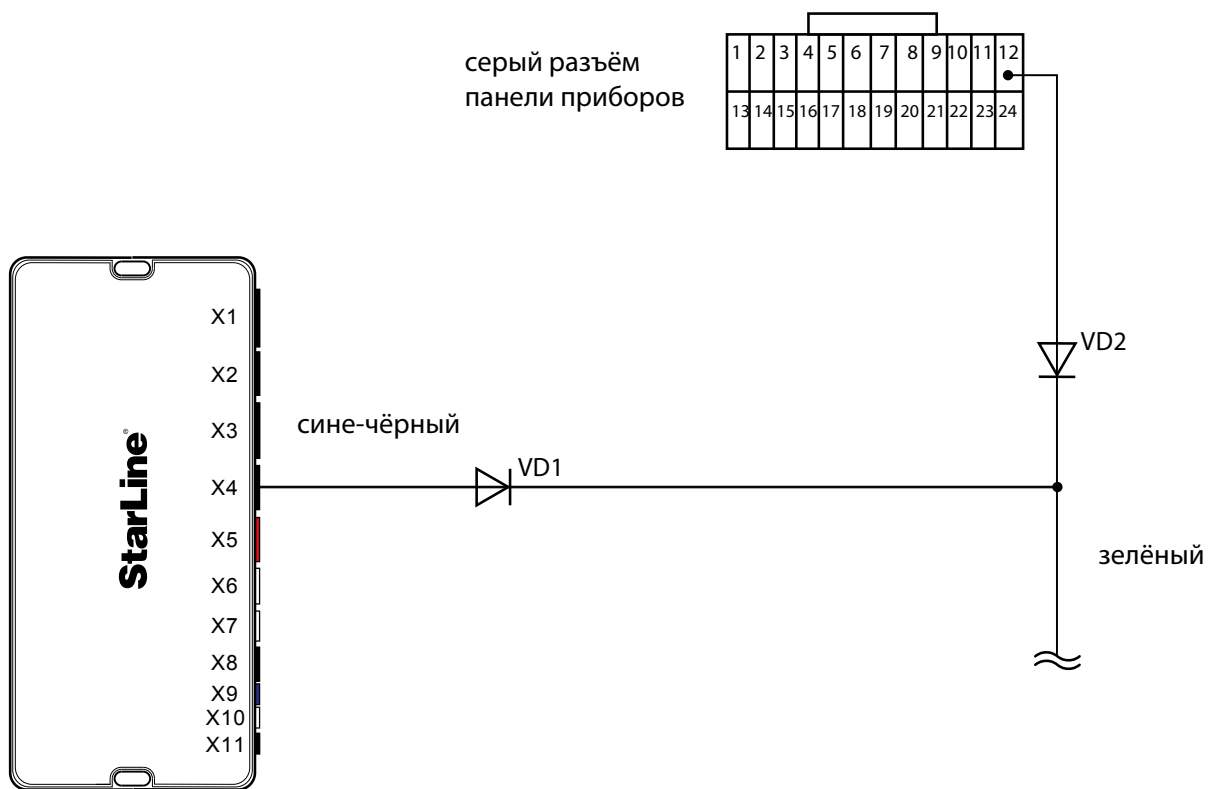 серый разъём
панели приборов
1 2 3 4 5 6 7 8 9 10 11 12
13 14 15 16 17 18 19 20 21 22 23 24
VD2
X1
X2
X3
X4
X5
X6
X7
X8
X9
X10
X11
StarLine®
сине-чёрный
VD1
зелёный